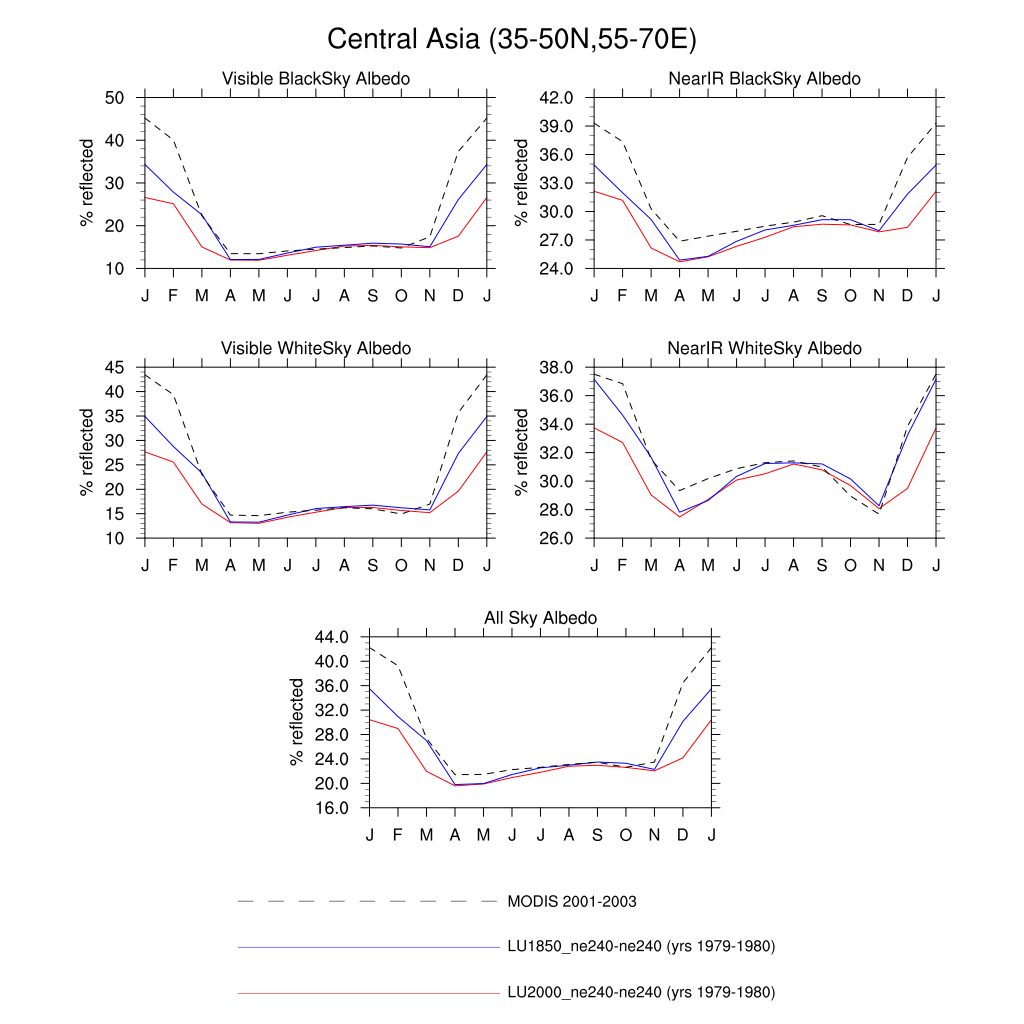 Central Asia (35-50N,55-70E)
Visible BlackSky Albedo
% reflected
50
40
30
20
10
J F M A M J J A S O N D J
NearIR BlackSky Albedo
% reflected
42.0
39.0
36.0
33.0
30.0
27.0
24.0
J F M A M J J A S O N D J
Visible WhiteSky Albedo
% reflected
45
40
35
30
25
20
15
10
J F M A M J J A S O N D J
NearIR WhiteSky Albedo
% reflected
38.0
36.0
34.0
32.0
30.0
28.0
26.0
J F M A M J J A S O N D J
All Sky Albedo
% reflected
44.0
40.0
36.0
32.0
28.0
24.0
20.0
16.0
J F M A M J J A S O N D J
MODIS 2001-2003
LU1850_ne240-ne240 (yrs 1979-1980)
LU2000_ne240-ne240 (yrs 1979-1980)